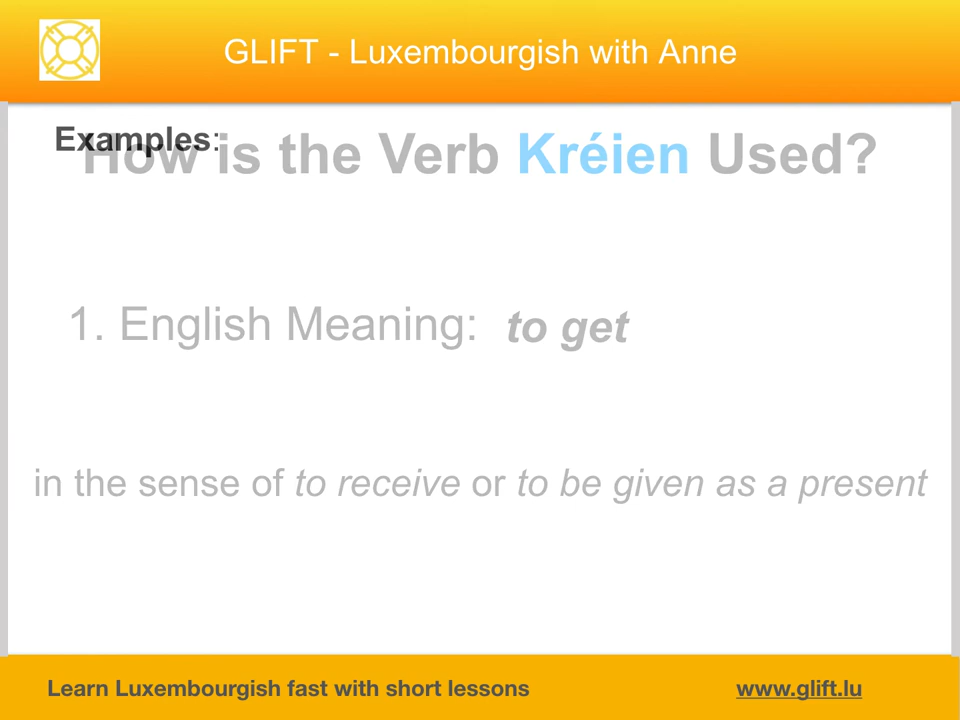 GLIFT - Luxembourgish with Anne
Examples:
How is the Verb Kréien Used?
1. English Meaning: to get
in the sense of to receive or to be given as a present
Learn Luxembourgish fast with short lessons
www.glift.lu